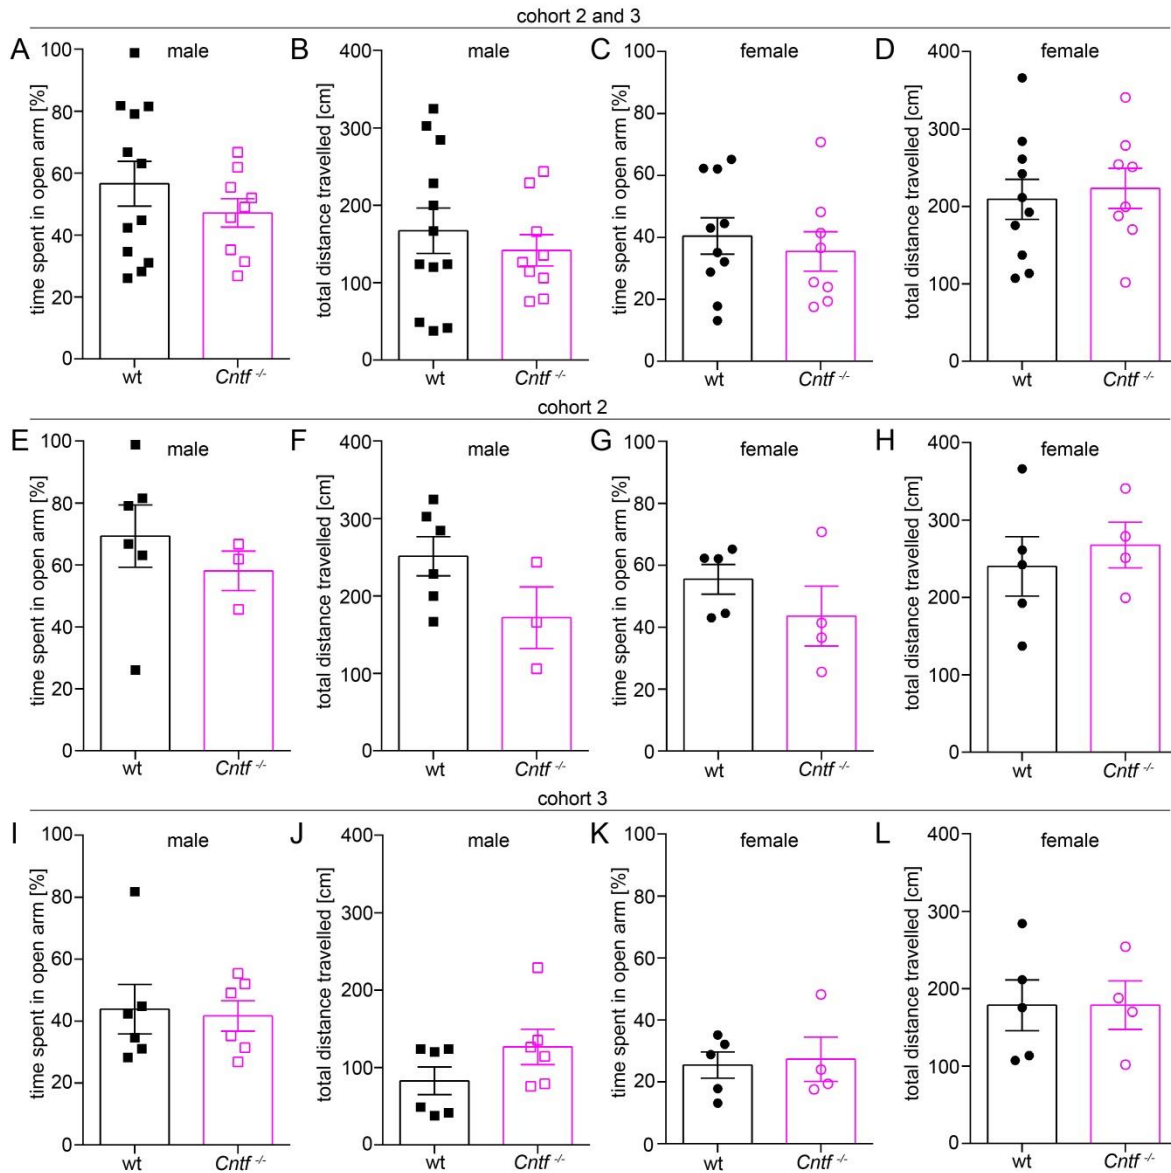 cohort 2 and 3
A male
time spent in open arm [%]
100
80
60
40
20
0
wt Cntf -/-
B male
total distance travelled [cm]
400
300
200
100
0
wt Cntf -/-
C female
time spent in open arm [%]
100
80
60
40
20
0
wt Cntf -/-
D female
total distance travelled [cm]
400
300
200
100
0
wt Cntf -/-
cohort 2
E male
time spent in open arm [%]
100
80
60
40
20
0
wt Cntf -/-
F male
total distance travelled [cm]
400
300
200
100
0
wt Cntf -/-
G female
time spent in open arm [%]
100
80
60
40
20
0
wt Cntf -/-
H female
total distance travelled [cm]
400
300
200
100
0
wt Cntf -/-
cohort 3
I male
time spent in open arm [%]
100
80
60
40
20
0
wt Cntf -/-
J male
total distance travelled [cm]
400
300
200
100
0
wt Cntf -/-
K female
time spent in open arm [%]
100
80
60
40
20
0
wt Cntf -/-
L female
total distance travelled [cm]
400
300
200
100
0
wt Cntf -/-